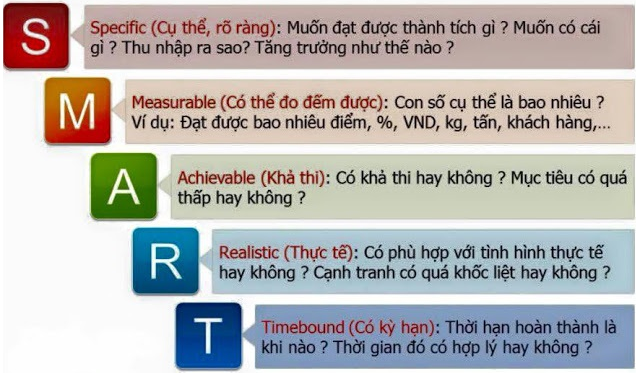 S
Specific (Cụ thể, rõ ràng): Muốn đạt được thành tích gì ? Muốn có cái
gì ? Thu nhập ra sao? Tăng trưởng như thế nào ?
M
Measurable (Có thể đo đếm được): Con số cụ thể là bao nhiêu ?
Ví dụ: Đạt được bao nhiêu điểm, %, VND, kg, tấn, khách hàng,...
A
Achievable (Khả thi): Có khả thi hay không ? Mục tiêu có quá
thấp hay không ?
R
Realistic (Thực tế): Có phù hợp với tình hình thực tế
hay không ? Cạnh tranh có quá khốc liệt hay không ?
T
Timebound (Có kỳ hạn): Thời hạn hoàn thành là
khi nào ? Thời gian đó có hợp lý hay không ?